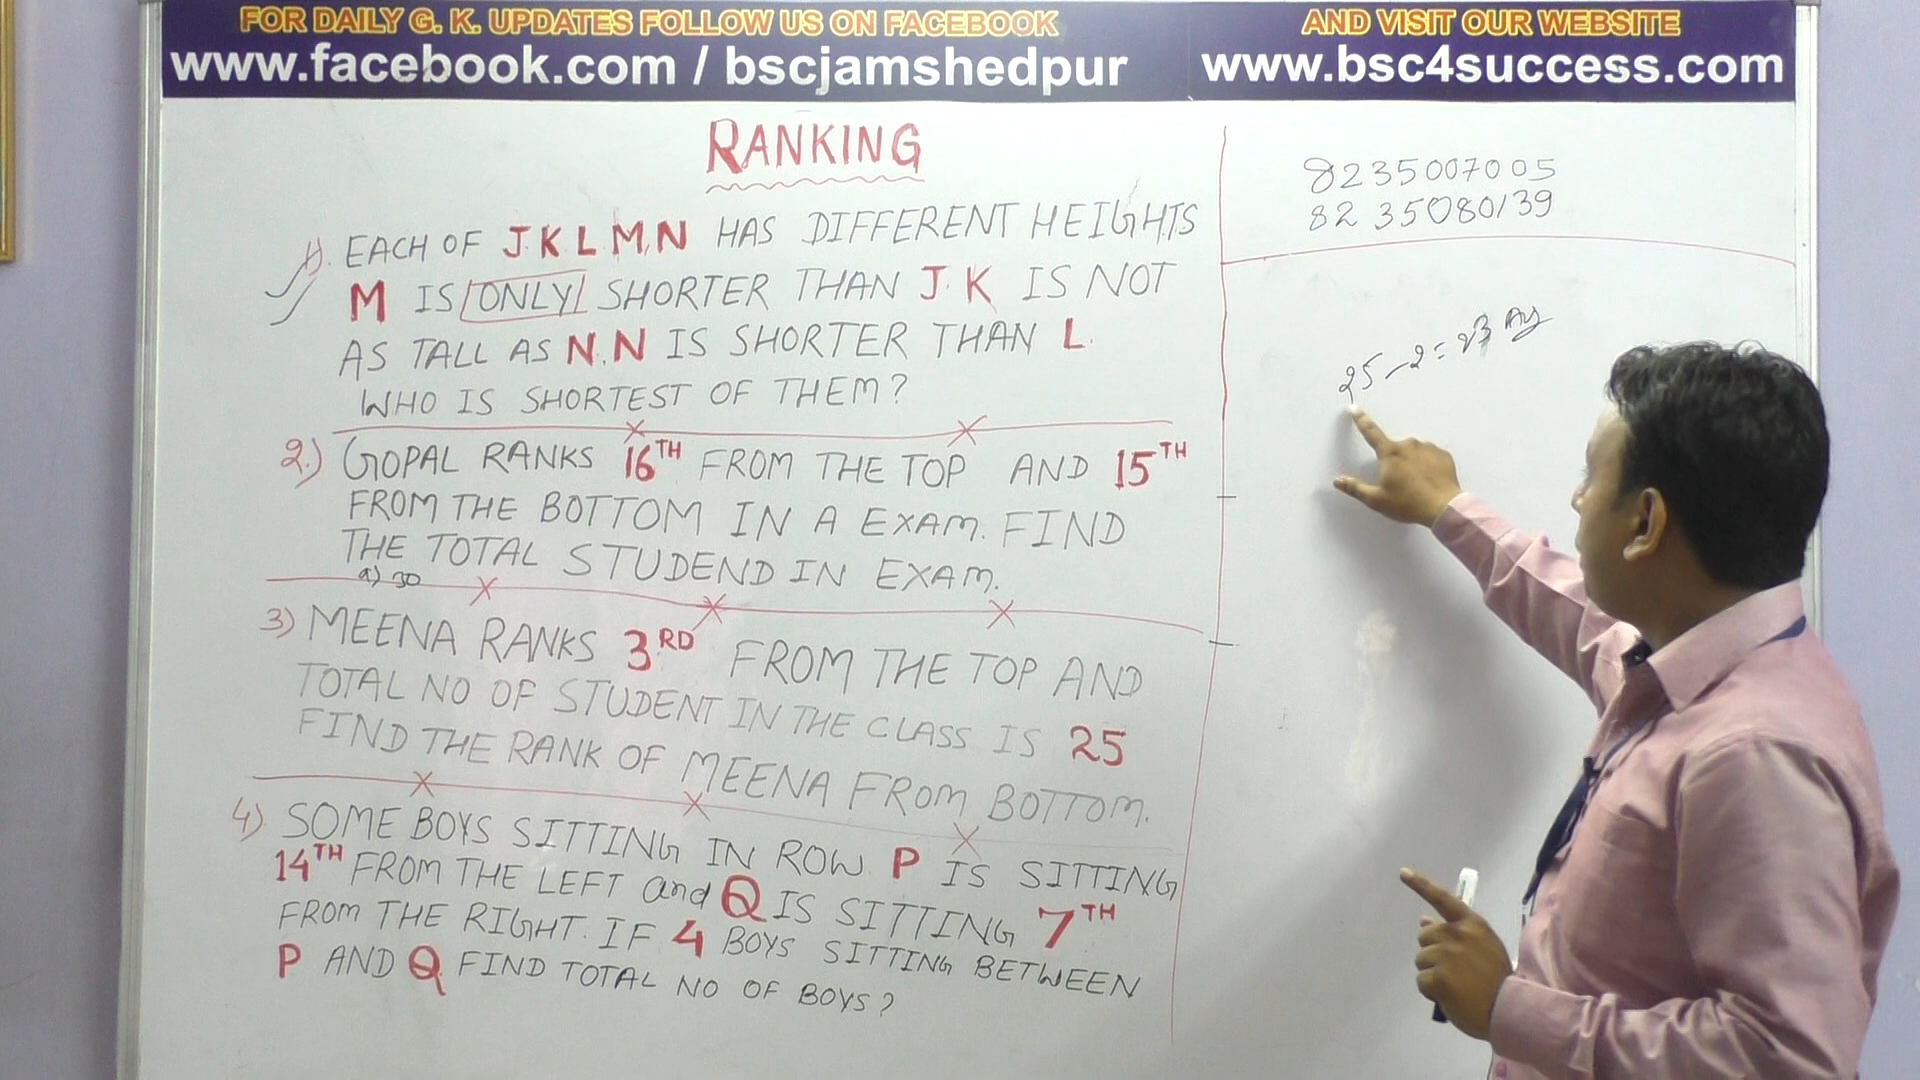 FOR DAILY G. K. UPDATES FOLLOW US ON FACEBOOK
www.facebook.com / bscjamshedpur
AND VISIT OUR WEBSITE
www.bsc4success.com
RANKING
1). EACH OF J K L M, N HAS DIFFERENT HEIGHTS
M IS ONLY SHORTER THAN J. K IS NOT
AS TALL AS N. N IS SHORTER THAN L.
WHO IS SHORTEST OF THEM?
2.) GOPAL RANKS 16TH FROM THE TOP AND 15TH
FROM THE BOTTOM IN A EXAM. FIND
THE TOTAL STUDEND IN EXAM.
a) 30
3) MEENA RANKS 3RD FROM THE TOP AND
TOTAL NO OF STUDENT IN THE CLASS IS 25
FIND THE RANK OF MEENA FROM BOTTOM.
4) SOME BOYS SITTING IN ROW. P IS SITTING
14TH FROM THE LEFT and Q IS SITTING 7TH
FROM THE RIGHT. IF 4 BOYS SITTING BETWEEN
P AND Q FIND TOTAL NO OF BOYS?
8235007005
8235080139
25-2=23